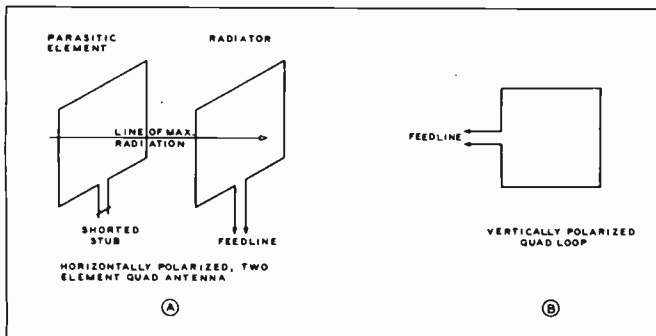 PARASITIC
ELEMENT
RADIATOR
LINE OF MAX.
RADIATION
SHORTED
STUB
FEEDLINE
HORIZONTALLY POLARIZED, TWO
ELEMENT QUAD ANTENNA
A
FEEDLINE
VERTICALLY POLARIZED
QUAD LOOP
B